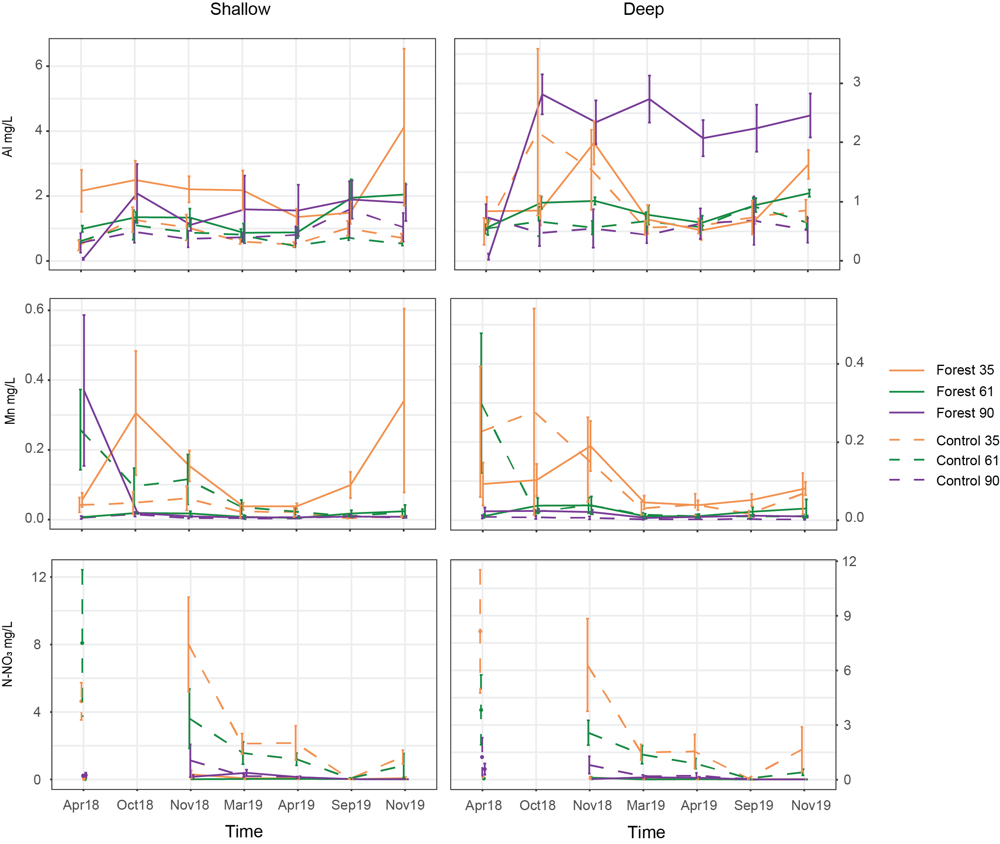 Shallow Deep
Al mg/L
6
4
2
0
3
2
1
0
Mn mg/L
0.6
0.4
0.2
0.0
0.4
0.2
0.0
Forest 35
Forest 61
Forest 90
Control 35
Control 61
Control 90
N-NO₃ mg/L
12
8
4
0
12
9
6
3
0
Apr18 Oct18 Nov18 Mar19 Apr19 Sep19 Nov19
Apr18 Oct18 Nov18 Mar19 Apr19 Sep19 Nov19
Time Time